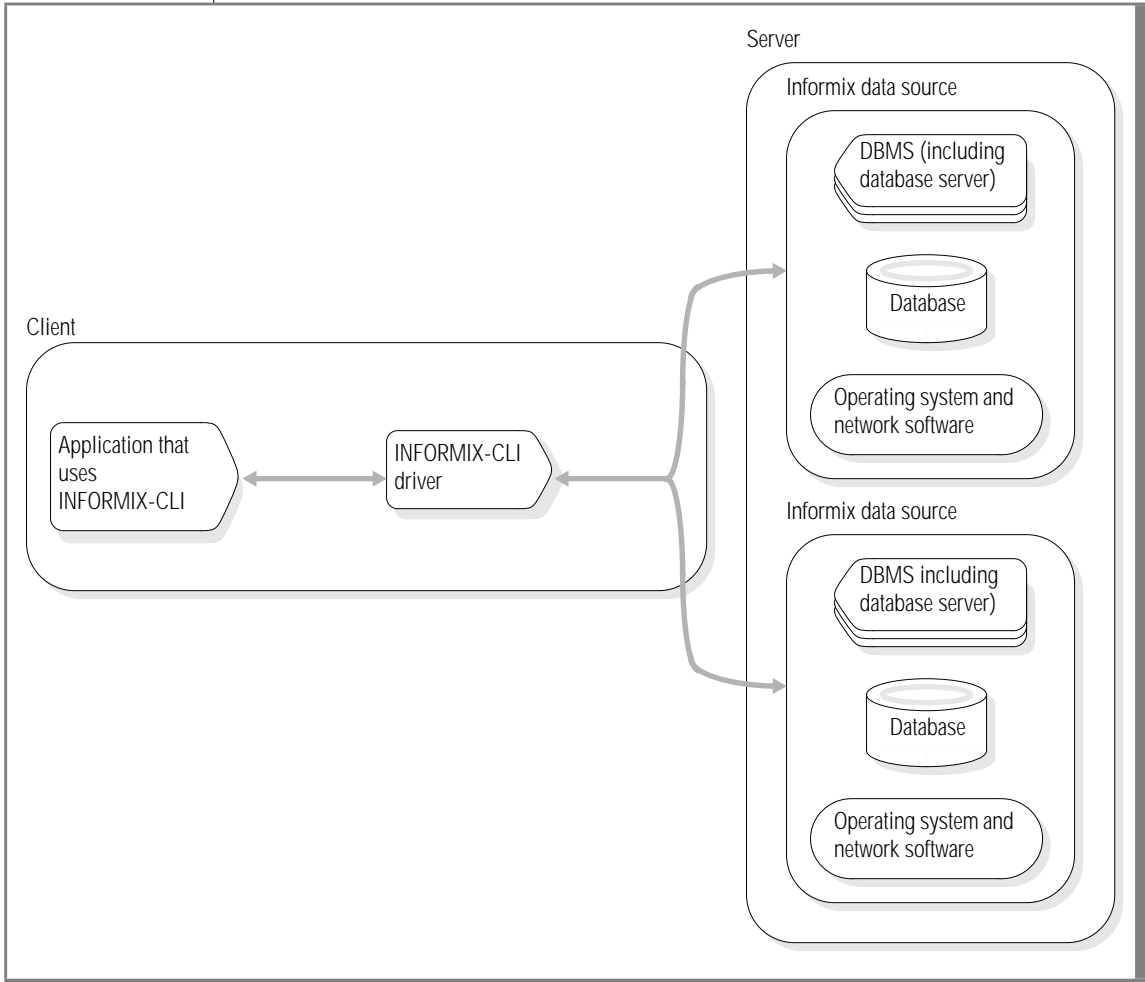 Server
Informix data source
DBMS (including
database server)
Database
Operating system and
network software
Client
Application that
uses
INFORMIX-CLI
INFORMIX-CLI
driver
Informix data source
DBMS including
database server)
Database
Operating system and
network software